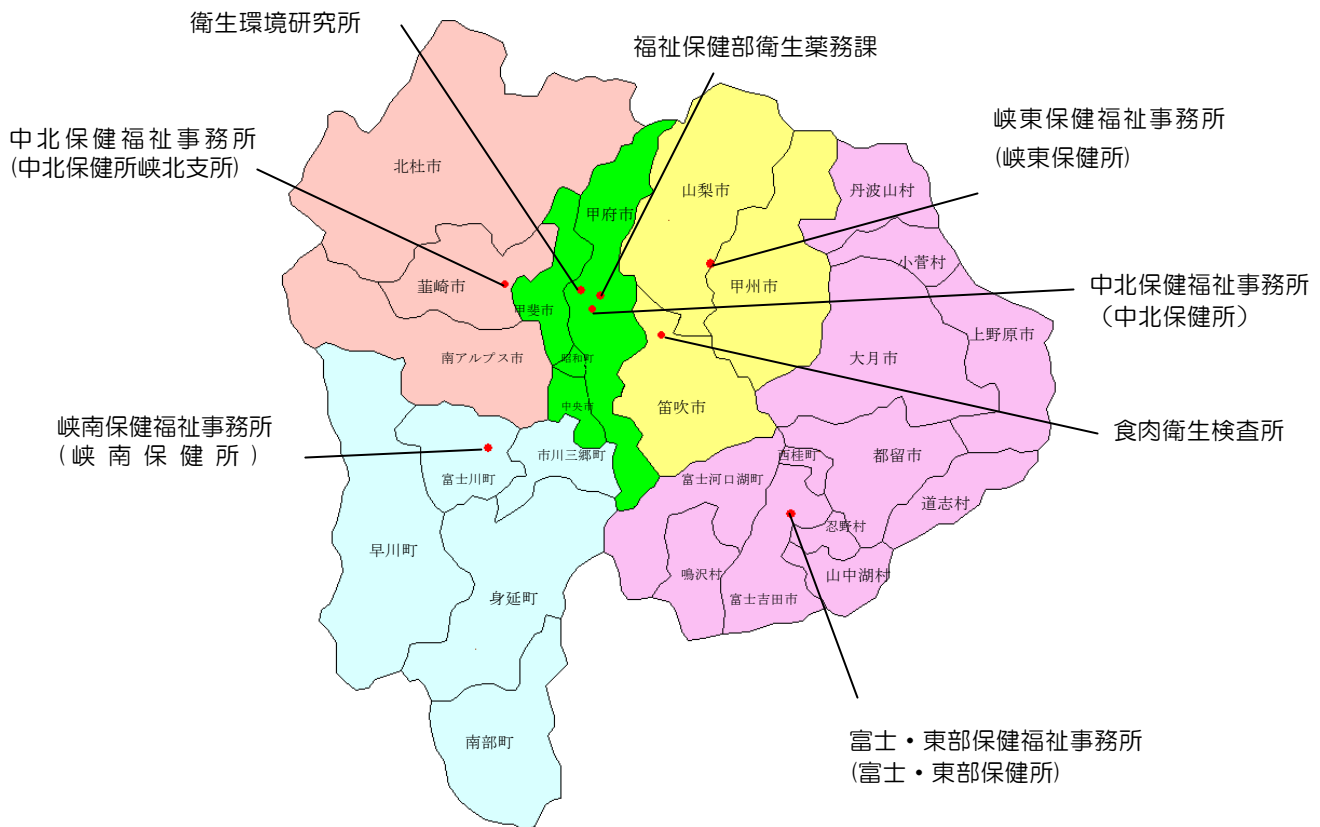 衛生環境研究所
福祉保健部衛生薬務課
峡東保健福祉事務所
(峡東保健所)
中北保健福祉事務所
(中北保健所峡北支所)
北杜市
甲府市
山梨市
丹波山村
小菅村
韮崎市
甲州市
中北保健福祉事務所
（中北保健所）
甲斐市
上野原市
南アルプス市
昭和町
大月市
中央市
笛吹市
食肉衛生検査所
峡南保健福祉事務所
(峡南保健所)
市川三郷町
西桂町
都留市
富士川町
富士河口湖町
道志村
忍野村
早川町
鳴沢村
山中湖村
身延町
富士吉田市
南部町
富士・東部保健福祉事務所
(富士・東部保健所)